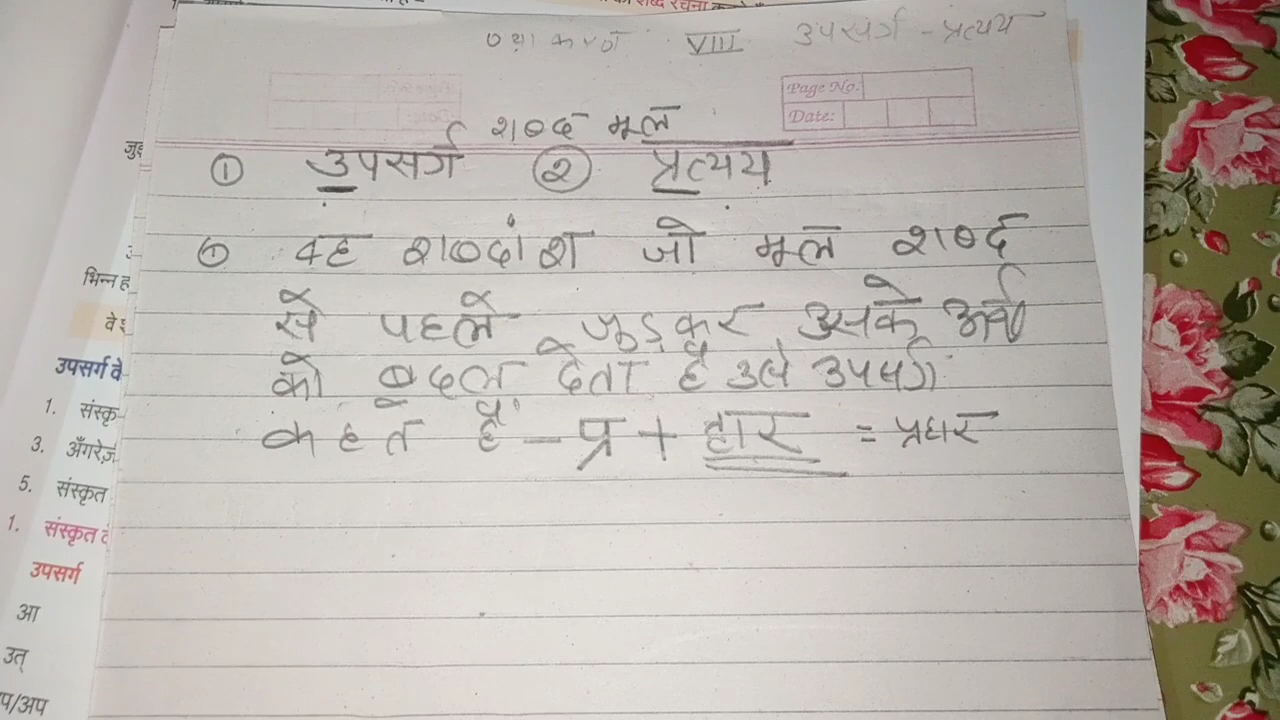 व्याकरण VIII उपसर्ग - प्रत्यय
Page No.
Date:
शब्द मूल
① उपसर्ग ② प्रत्यय
① वह शब्दांश जो मूल शब्द
से पहले जुड़कर उसके अर्थ
को बदल देता है उसे उपसर्ग
कहते हैं - प्र + हार = प्रहार
भिन्न ह
उपसर्ग वे
1. संस्कृ
3. अँगरेज़
5. संस्कृत
1. संस्कृत वे
उपसर्ग
आ
उत्
प/अप